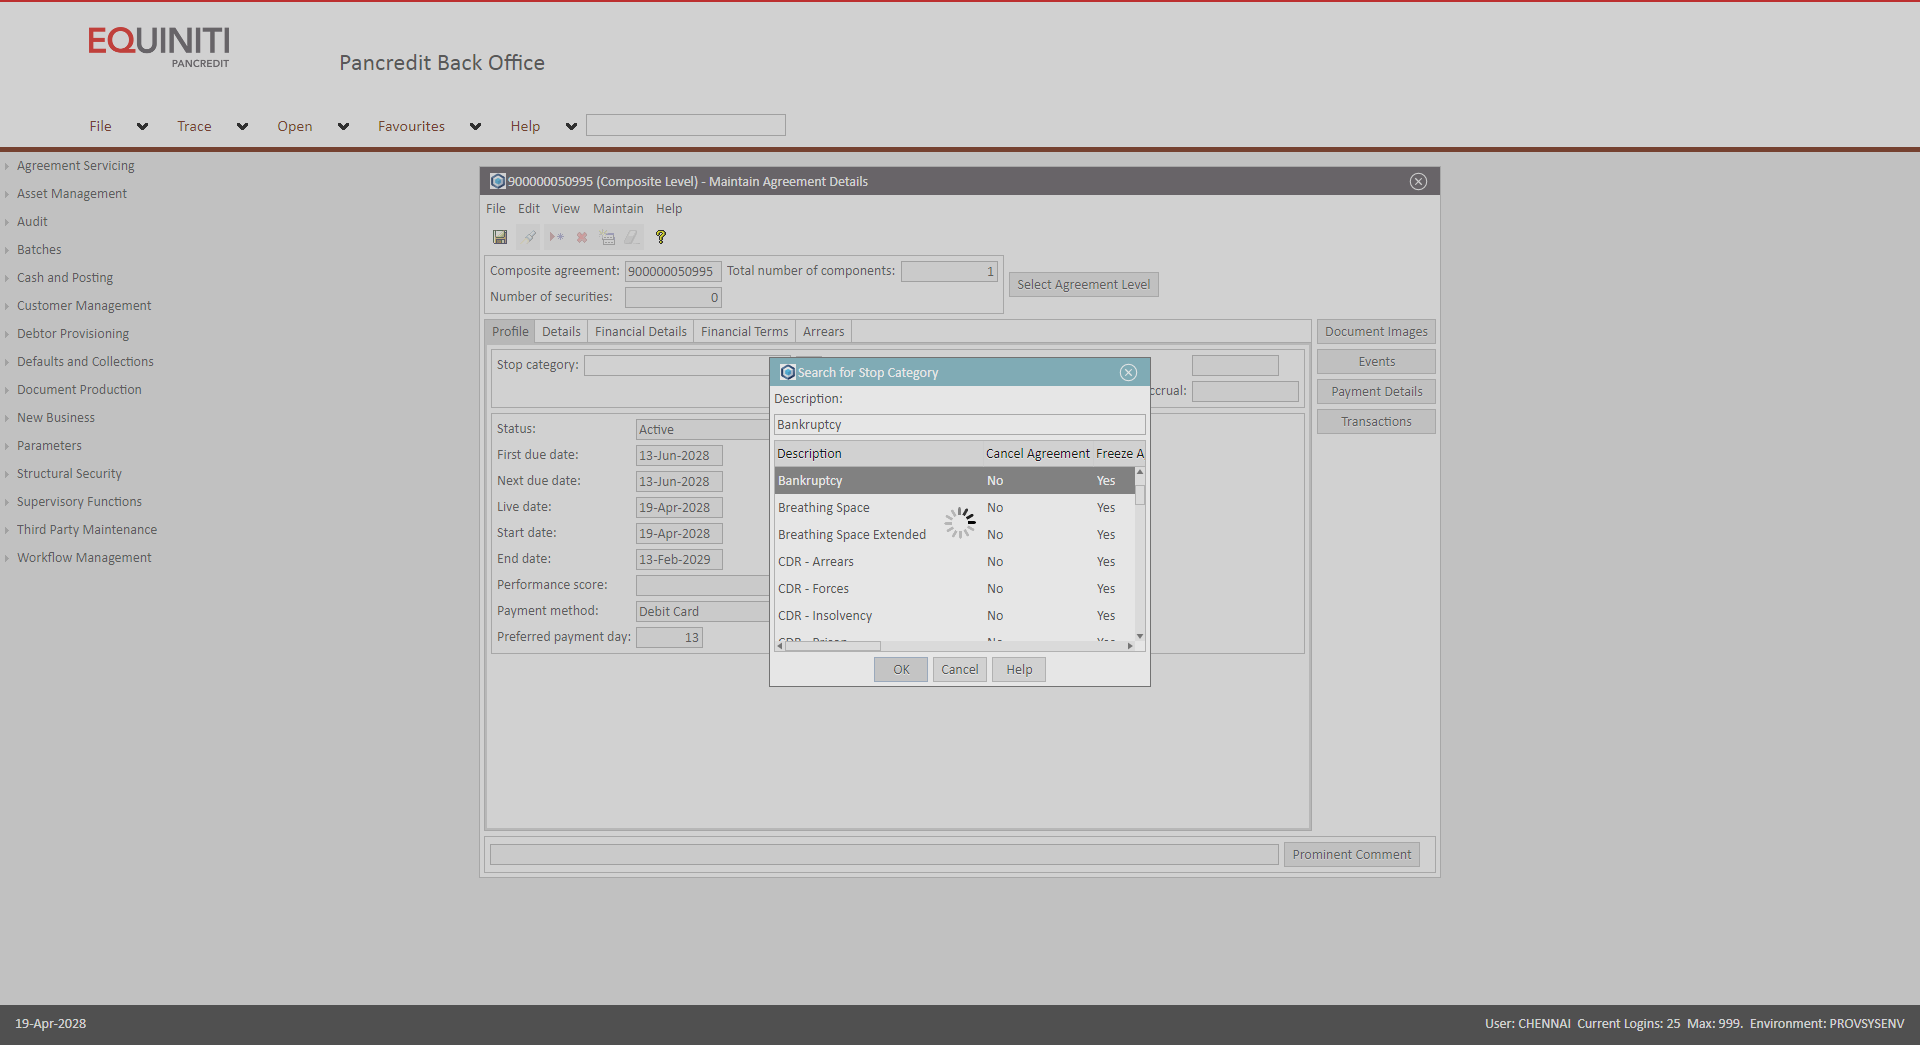 EQUINITI
PANCREDIT
Pancredit Back Office
File Trace Open Favourites Help
Agreement Servicing
Asset Management
Audit
Batches
Cash and Posting
Customer Management
Debtor Provisioning
Defaults and Collections
Document Production
New Business
Parameters
Structural Security
Supervisory Functions
Third Party Maintenance
Workflow Management
900000050995 (Composite Level) - Maintain Agreement Details
File Edit View Maintain Help
Composite agreement: 900000050995 Total number of components: 1
Number of securities: 0
Select Agreement Level
Profile Details Financial Details Financial Terms Arrears
Stop category:
ccrual:
Status: Active
First due date: 13-Jun-2028
Next due date: 13-Jun-2028
Live date: 19-Apr-2028
Start date: 19-Apr-2028
End date: 13-Feb-2029
Performance score:
Payment method: Debit Card
Preferred payment day: 13
Document Images
Events
Payment Details
Transactions
Search for Stop Category
Description:
Bankruptcy
Description Cancel Agreement Freeze A
Bankruptcy No Yes
Breathing Space No Yes
Breathing Space Extended No Yes
CDR - Arrears No Yes
CDR - Forces No Yes
CDR - Insolvency No Yes
CDR - Prison No Yes
OK Cancel Help
Prominent Comment
19-Apr-2028
User: CHENNAI Current Logins: 25 Max: 999. Environment: PROVSYSENV